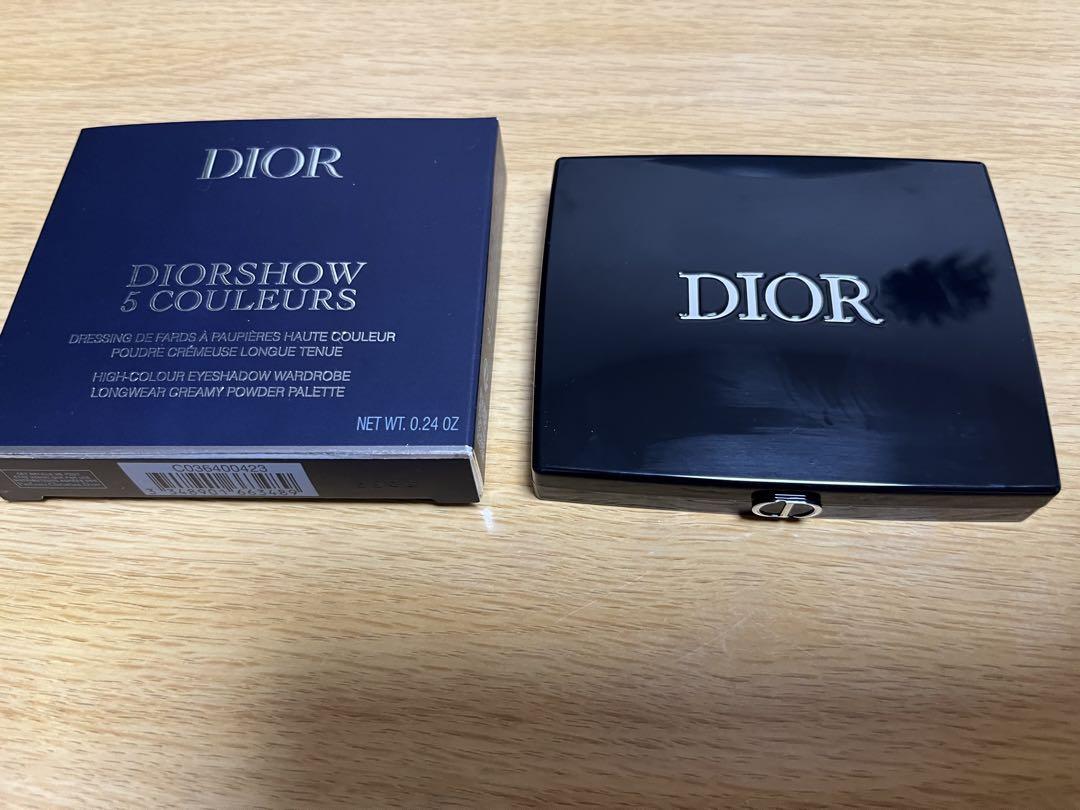 DIOR
DIORSHOW
5 COULEURS
DRESSING DE FARDS À PAUPIÈRES HAUTE COULEUR
POUDRE CRÉMEUSE LONGUE TENUE
HIGH-COLOUR EYESHADOW WARDROBE
LONGWEAR CREAMY POWDER PALETTE
NET WT. 0.24 OZ
C036400423
DIOR